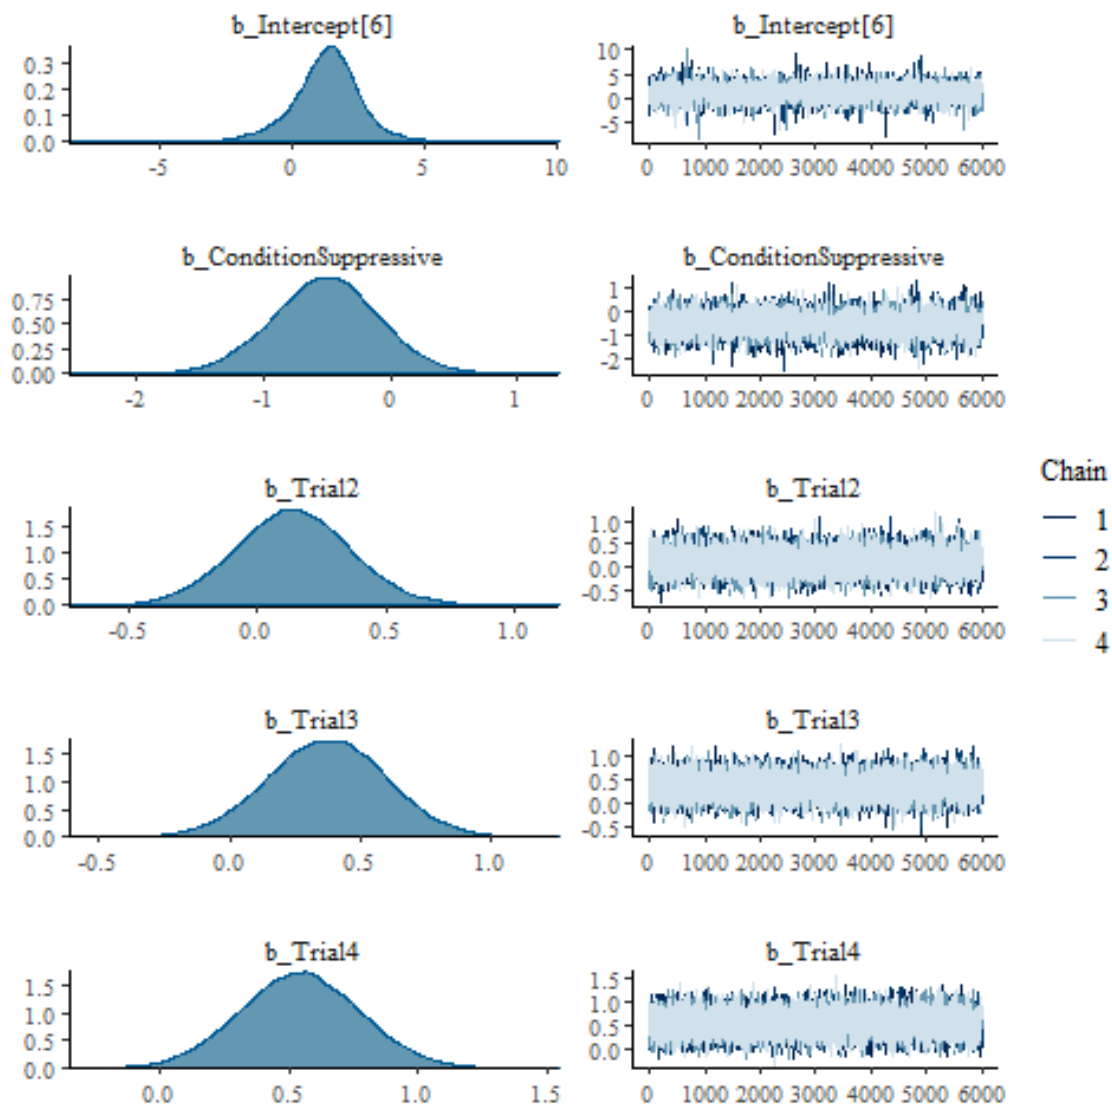 b_Intercept[6] b_Intercept[6]
0.3 0.2 0.1 0.0
-5 0 5 10
10 5 0 -5
0 1000 2000 3000 4000 5000 6000
b_ConditionSuppressive b_ConditionSuppressive
0.75 0.50 0.25 0.00
-2 -1 0 1
1 0 -1 -2
0 1000 2000 3000 4000 5000 6000
b_Trial2 b_Trial2
1.5 1.0 0.5 0.0
-0.5 0.0 0.5 1.0
1.0 0.5 0.0 -0.5
0 1000 2000 3000 4000 5000 6000
b_Trial3 b_Trial3
1.5 1.0 0.5 0.0
-0.5 0.0 0.5 1.0
1.0 0.5 0.0 -0.5
0 1000 2000 3000 4000 5000 6000
b_Trial4 b_Trial4
1.5 1.0 0.5 0.0
0.0 0.5 1.0 1.5
1.5 1.0 0.5 0.0
0 1000 2000 3000 4000 5000 6000
Chain
1
2
3
4